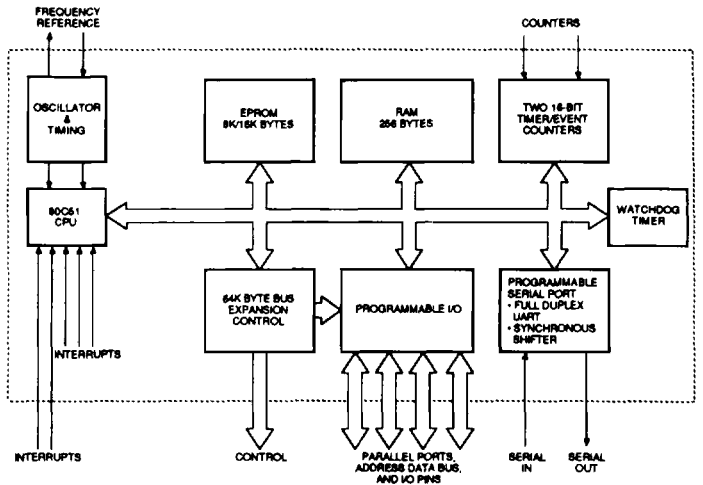 FREQUENCY
REFERENCE
COUNTERS
OSCILLATOR
&
TIMING
EPROM
8K/16K BYTES
RAM
256 BYTES
TWO 16-BIT
TIMER/EVENT
COUNTERS
80C51
CPU
WATCHDOG
TIMER
64K BYTE BUS
EXPANSION
CONTROL
PROGRAMMABLE I/O
PROGRAMMABLE
SERIAL PORT
• FULL DUPLEX
UART
• SYNCHRONOUS
SHIFTER
INTERRUPTS
INTERRUPTS
CONTROL
PARALLEL PORTS,
ADDRESS DATA BUS,
AND I/O PINS
SERIAL
IN
SERIAL
OUT